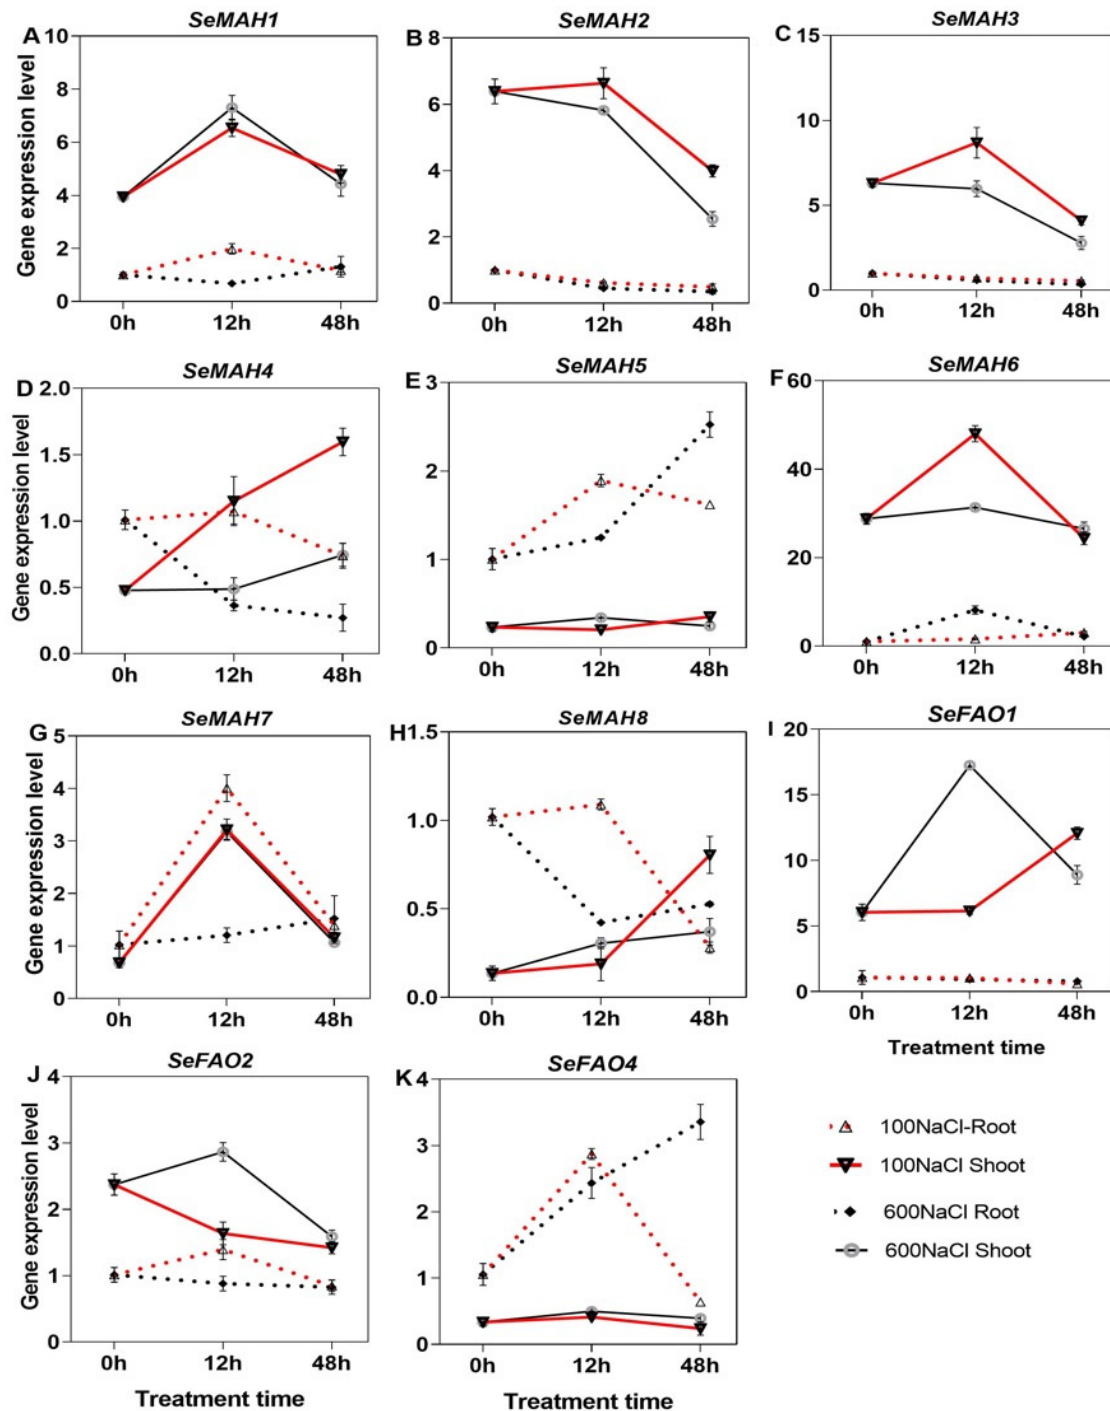 SeMAH1
SeMAH2
SeMAH3
A
B
C
Gene expression level
10
8
6
4
2
0
8
6
4
2
0
15
10
5
0
0h 12h 48h
0h 12h 48h
0h 12h 48h
SeMAH4
SeMAH5
SeMAH6
D
E
F
Gene expression level
2.0
1.5
1.0
0.5
0.0
3
2
1
0
60
40
20
0
0h 12h 48h
0h 12h 48h
0h 12h 48h
SeMAH7
SeMAH8
SeFAO1
G
H
I
Gene expression level
5
4
3
2
1
0
1.5
1.0
0.5
0.0
20
15
10
5
0
0h 12h 48h
0h 12h 48h
0h 12h 48h
Treatment time
SeFAO2
SeFAO4
J
K
Gene expression level
4
3
2
1
0
4
3
2
1
0
0h 12h 48h
0h 12h 48h
Treatment time
Treatment time
100NaCl-Root
100NaCl Shoot
600NaCl Root
600NaCl Shoot